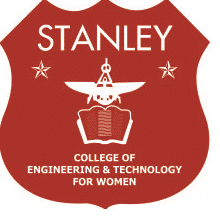 STANLEY
COLLEGE OF
ENGINEERING & TECHNOLOGY
FOR WOMEN